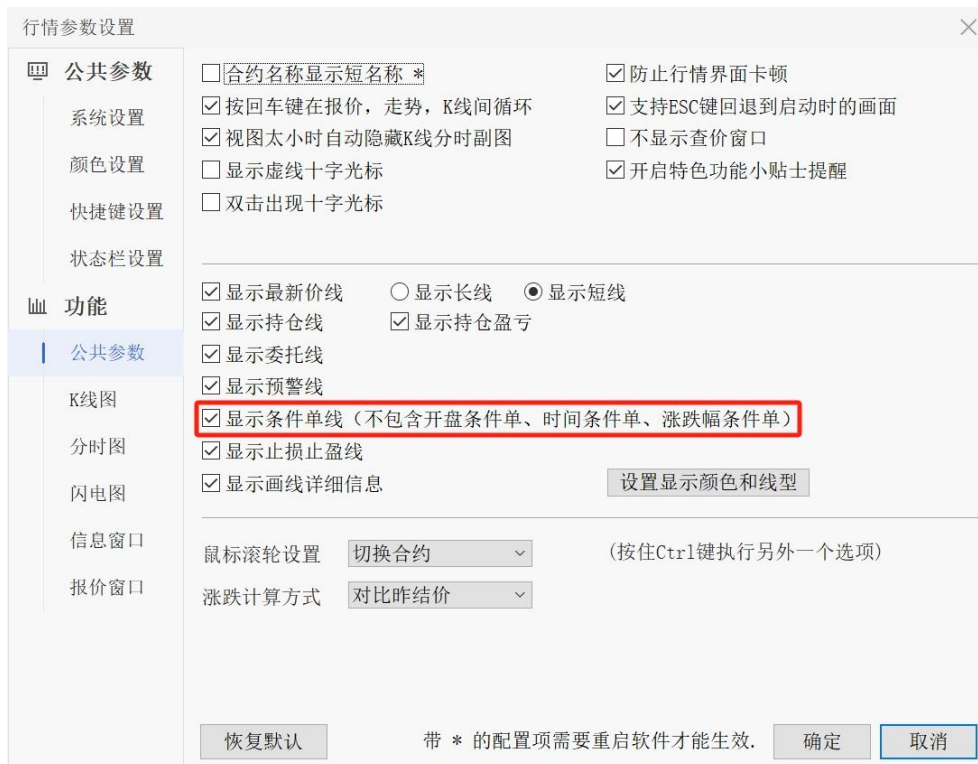 行情参数设置
公共参数
系统设置
颜色设置
快捷键设置
状态栏设置
功能
公共参数
K线图
分时图
闪电图
信息窗口
报价窗口
合约名称显示短名称 *
防止行情界面卡顿
按回车键在报价，走势，K线间循环
支持ESC键回退到启动时的画面
视图太小时自动隐藏K线分时副图
不显示查价窗口
显示虚线十字光标
开启特色功能小贴士提醒
双击出现十字光标
显示最新价线 显示长线 显示短线
显示持仓线 显示持仓盈亏
显示委托线
显示预警线
显示条件单线（不包含开盘条件单、时间条件单、涨跌幅条件单）
显示止损止盈线
显示画线详细信息 设置显示颜色和线型
鼠标滚轮设置 切换合约 (按住Ctrl键执行另外一个选项)
涨跌计算方式 对比昨结价
恢复默认 带 * 的配置项需要重启软件才能生效. 确定 取消